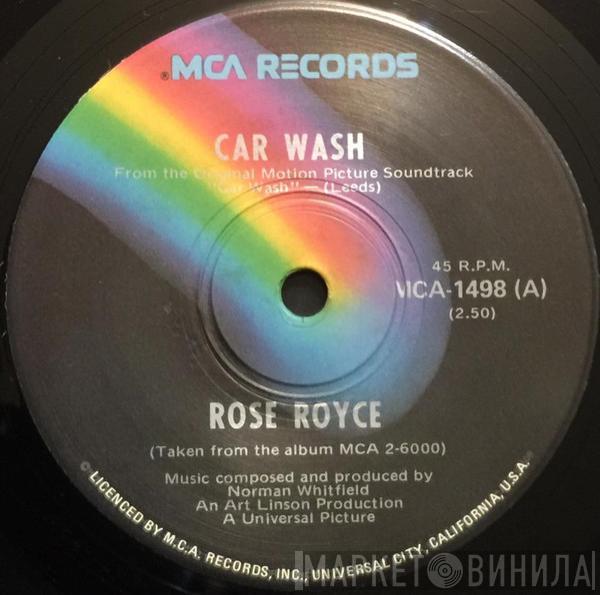 ®MCA RECORDS
CAR WASH
From the Original Motion Picture Soundtrack
"Car Wash" — (Leeds)
45 R.P.M.
MCA-1498 (A)
(2.50)
ROSE ROYCE
(Taken from the album MCA 2-6000)
Music composed and produced by
Norman Whitfield
An Art Linson Production
A Universal Picture
© LICENCED BY M.C.A. RECORDS, INC., UNIVERSAL CITY, CALIFORNIA, U.S.A.
МАРКЕТ ВИНИЛА